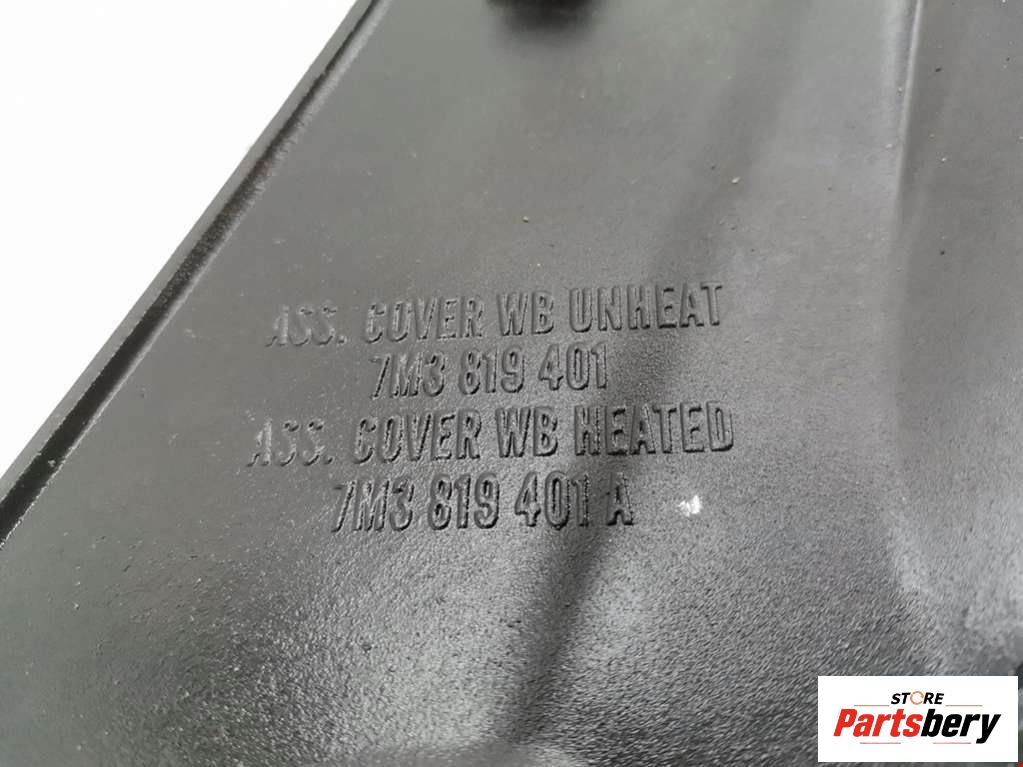 ASS. COVER WB UNHEAT
7M3 819 401
ASS. COVER WB HEATED
7M3 819 401 A
STORE
Partsbery